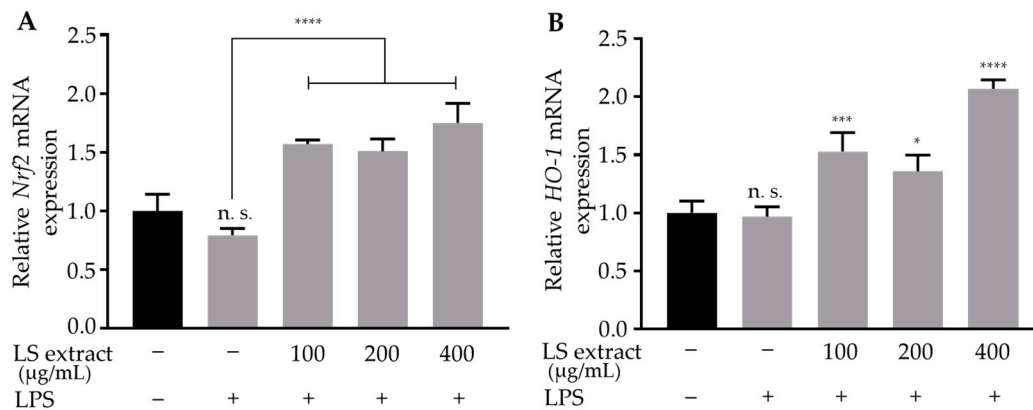 A
Relative Nrf2 mRNA
expression
2.5
2.0
1.5
1.0
0.5
0.0
****
n. s.
LS extract – – 100 200 400
(µg/mL)
LPS – + + + +
B
Relative HO-1 mRNA
expression
2.5
2.0
1.5
1.0
0.5
0.0
n. s.
***
*
****
LS extract – – 100 200 400
(µg/mL)
LPS – + + + +